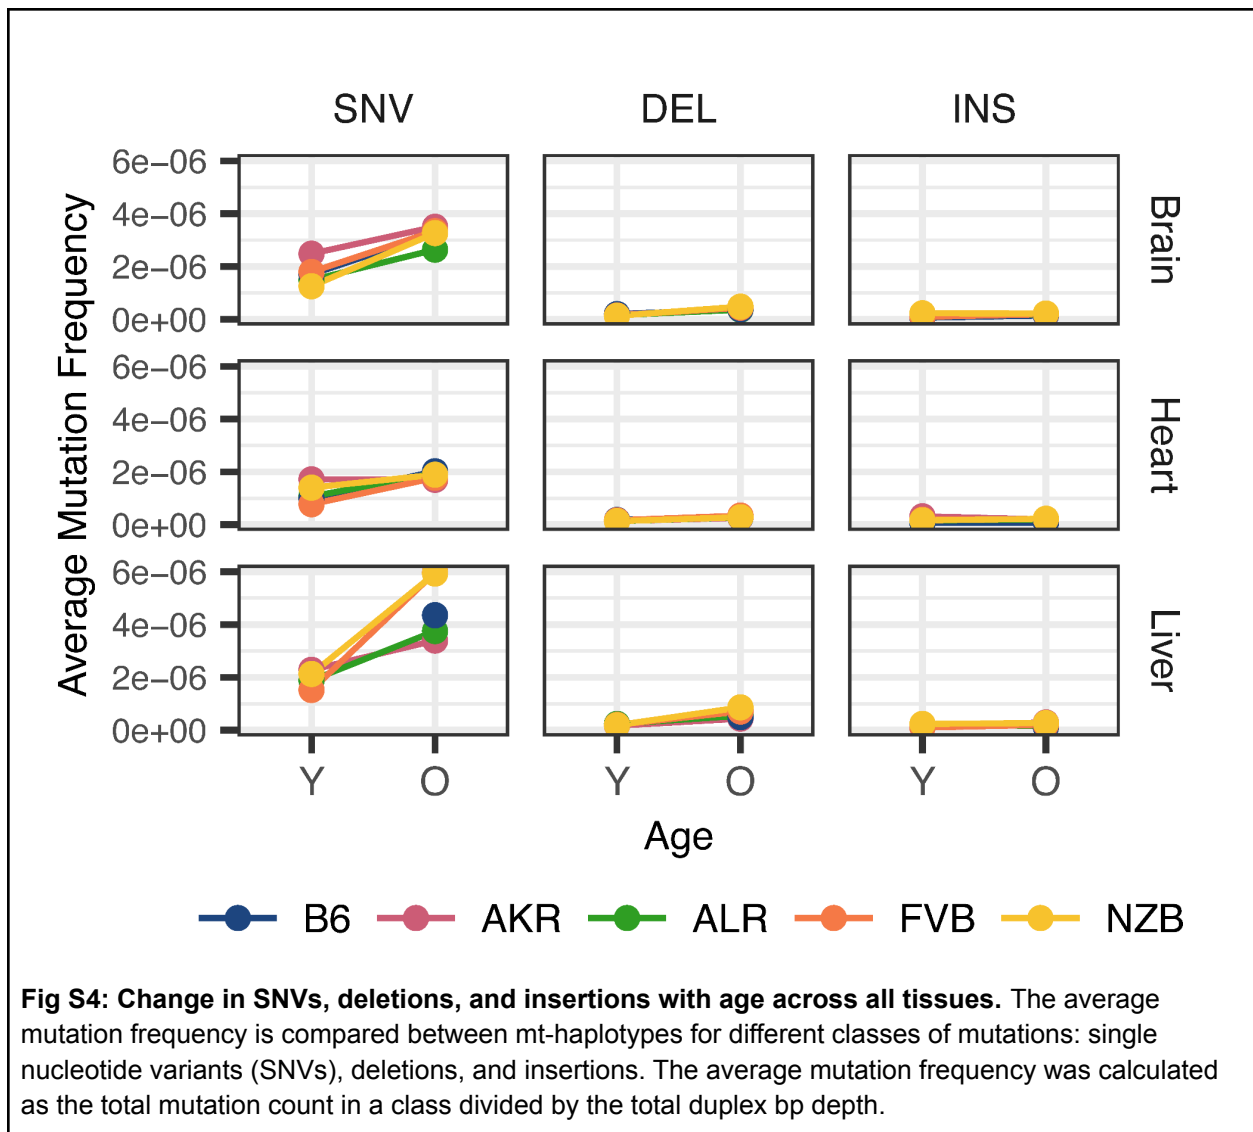 SNV DEL INS
6e−06
4e−06
2e−06
0e+00
Brain
6e−06
4e−06
2e−06
0e+00
Heart
6e−06
4e−06
2e−06
0e+00
Liver
Average Mutation Frequency
Y O Y O Y O
Age
B6 AKR ALR FVB NZB
Fig S4: Change in SNVs, deletions, and insertions with age across all tissues. The average
mutation frequency is compared between mt-haplotypes for different classes of mutations: single
nucleotide variants (SNVs), deletions, and insertions. The average mutation frequency was calculated
as the total mutation count in a class divided by the total duplex bp depth.